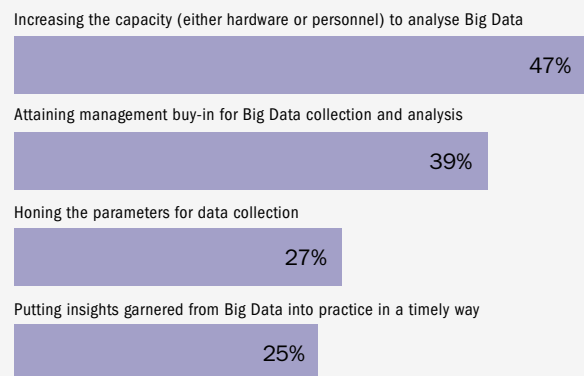 Increasing the capacity (either hardware or personnel) to analyse Big Data
47%
Attaining management buy-in for Big Data collection and analysis
39%
Honing the parameters for data collection
27%
Putting insights garnered from Big Data into practice in a timely way
25%